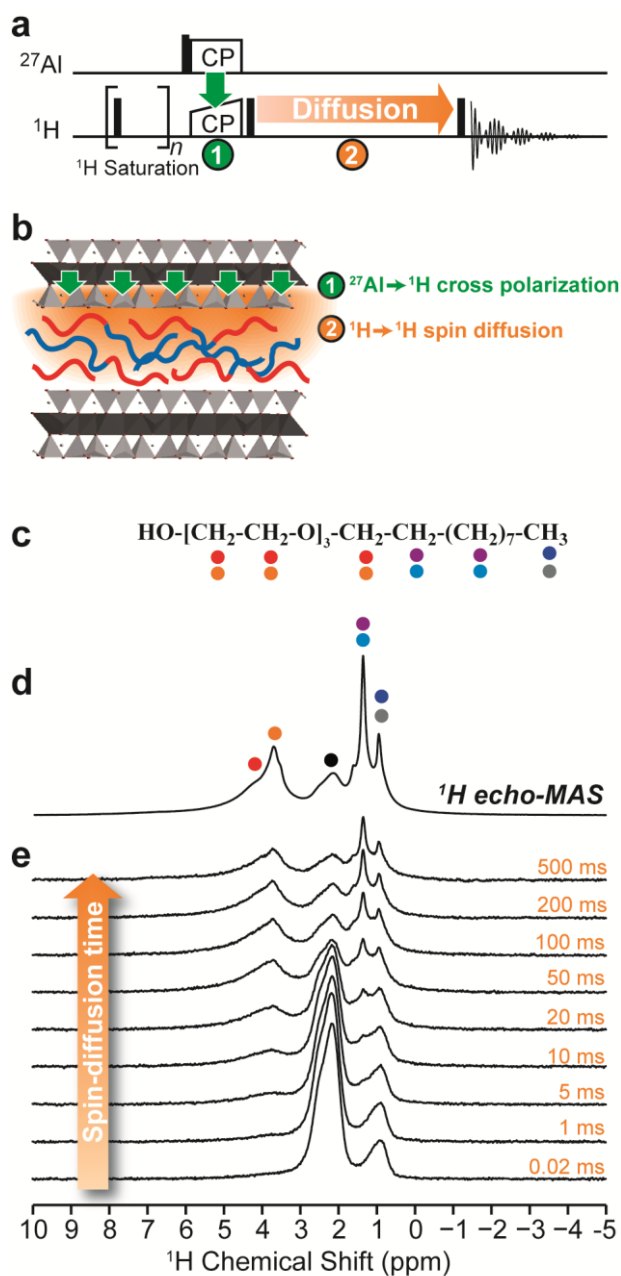 a
²⁷Al
CP
¹H
CP
Diffusion
n
¹H Saturation
1
2
b
1 ²⁷Al→¹H cross polarization
2 ¹H→¹H spin diffusion
c
HO-[CH₂-CH₂-O]₃-CH₂-CH₂-(CH₂)₇-CH₃
d
¹H echo-MAS
e
500 ms
200 ms
100 ms
50 ms
20 ms
10 ms
5 ms
1 ms
0.02 ms
Spin-diffusion time
10 9 8 7 6 5 4 3 2 1 0 −1 −2 −3 −4 −5
¹H Chemical Shift (ppm)